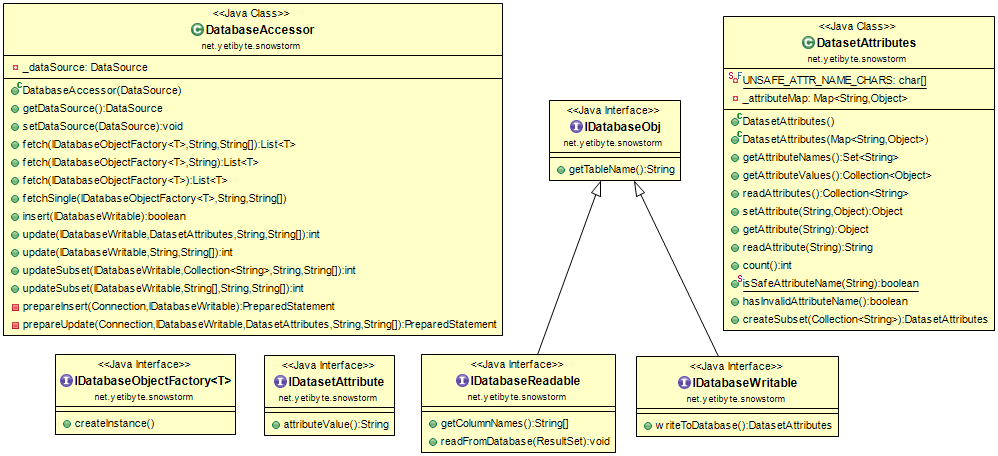 <<Java Class>>
DatabaseAccessor
net.yetibyte.snowstorm
_dataSource: DataSource
DatabaseAccessor(DataSource)
getDataSource():DataSource
setDataSource(DataSource):void
fetch(IDatabaseObjectFactory<T>,String,String[]):List<T>
fetch(IDatabaseObjectFactory<T>,String):List<T>
fetch(IDatabaseObjectFactory<T>):List<T>
fetchSingle(IDatabaseObjectFactory<T>,String,String[])
insert(IDatabaseWritable):boolean
update(IDatabaseWritable,DatasetAttributes,String,String[]):int
update(IDatabaseWritable,String,String[]):int
updateSubset(IDatabaseWritable,Collection<String>,String,String[]):int
updateSubset(IDatabaseWritable,String[],String,String[]):int
prepareInsert(Connection,IDatabaseWritable):PreparedStatement
prepareUpdate(Connection,IDatabaseWritable,DatasetAttributes,String,String[]):PreparedStatement
<<Java Interface>>
IDatabaseObj
net.yetibyte.snowstorm
getTableName():String
<<Java Class>>
DatasetAttributes
net.yetibyte.snowstorm
UNSAFE_ATTR_NAME_CHARS: char[]
_attributeMap: Map<String,Object>
DatasetAttributes()
DatasetAttributes(Map<String,Object>)
getAttributeNames():Set<String>
getAttributeValues():Collection<Object>
readAttributes():Collection<String>
setAttribute(String,Object):Object
getAttribute(String):Object
readAttribute(String):String
count():int
isSafeAttributeName(String):boolean
hasInvalidAttributeName():boolean
createSubset(Collection<String>):DatasetAttributes
<<Java Interface>>
IDatabaseObjectFactory<T>
net.yetibyte.snowstorm
createInstance()
<<Java Interface>>
IDatasetAttribute
net.yetibyte.snowstorm
attributeValue():String
<<Java Interface>>
IDatabaseReadable
net.yetibyte.snowstorm
getColumnNames():String[]
readFromDatabase(ResultSet):void
<<Java Interface>>
IDatabaseWritable
net.yetibyte.snowstorm
writeToDatabase():DatasetAttributes